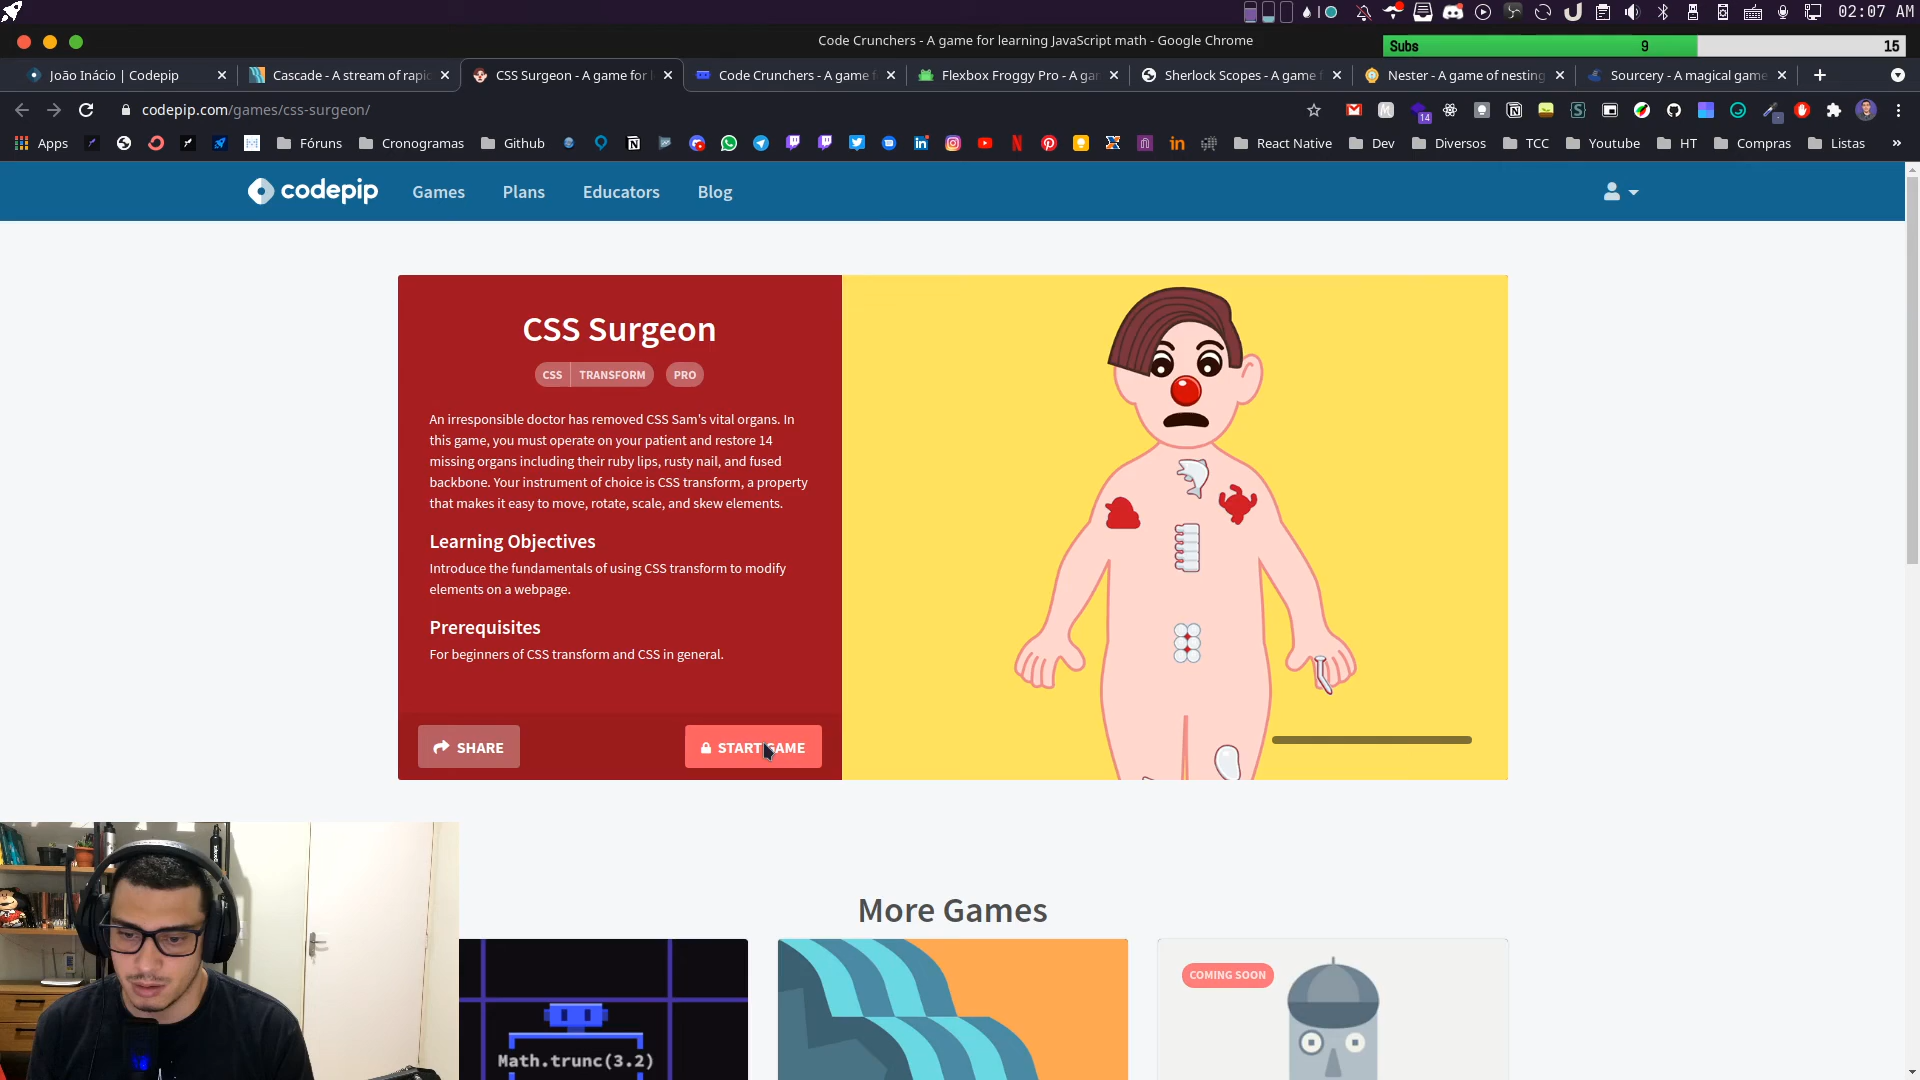 02:07 AM
Code Crunchers - A game for learning JavaScript math - Google Chrome
Subs 9 15
João Inácio | Codepip
Cascade - A stream of rapi
CSS Surgeon - A game for l
Code Crunchers - A game f
Flexbox Froggy Pro - A gar
Sherlock Scopes - A game f
Nester - A game of nesting
Sourcery - A magical game
codepip.com/games/css-surgeon/
14
Apps Fóruns Cronogramas Github React Native Dev Diversos TCC Youtube HT Compras Listas »
codepip Games Plans Educators Blog
CSS Surgeon
CSS TRANSFORM PRO
An irresponsible doctor has removed CSS Sam's vital organs. In
this game, you must operate on your patient and restore 14
missing organs including their ruby lips, rusty nail, and fused
backbone. Your instrument of choice is CSS transform, a property
that makes it easy to move, rotate, scale, and skew elements.
Learning Objectives
Introduce the fundamentals of using CSS transform to modify
elements on a webpage.
Prerequisites
For beginners of CSS transform and CSS in general.
SHARE START GAME
More Games
COMING SOON
Math.trunc(3.2)